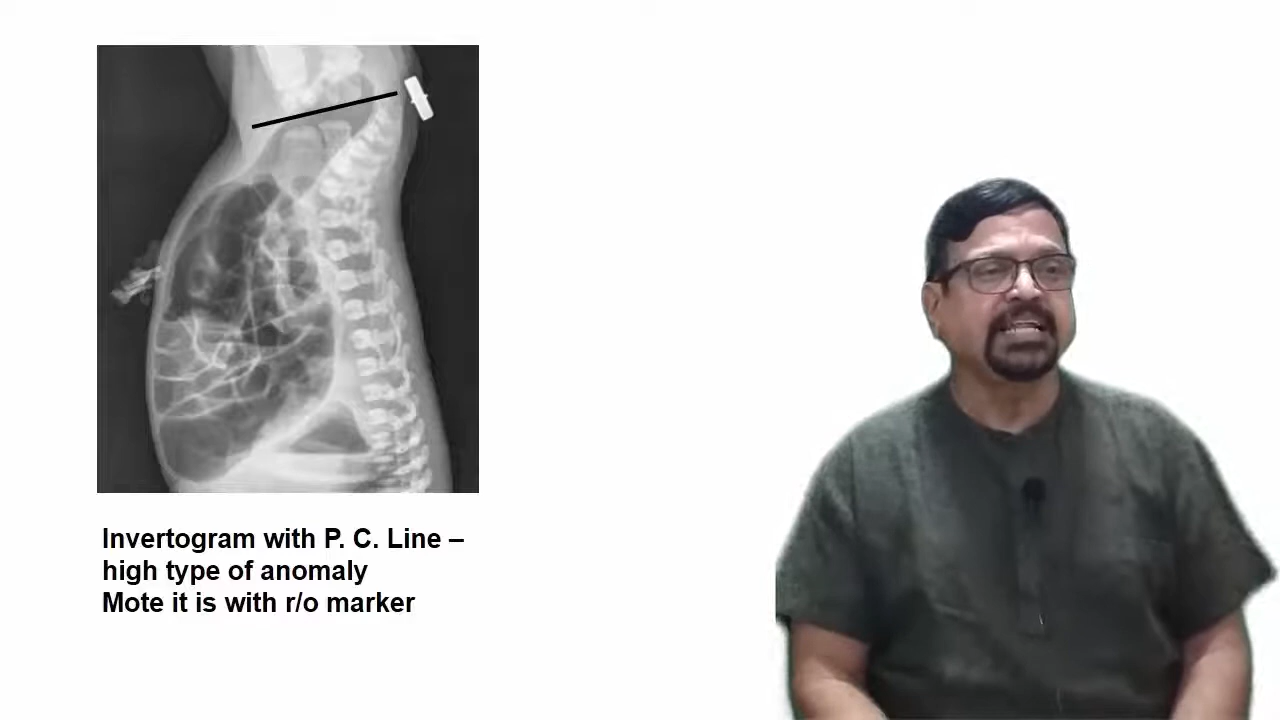 Invertogram with P. C. Line –
high type of anomaly
Mote it is with r/o marker